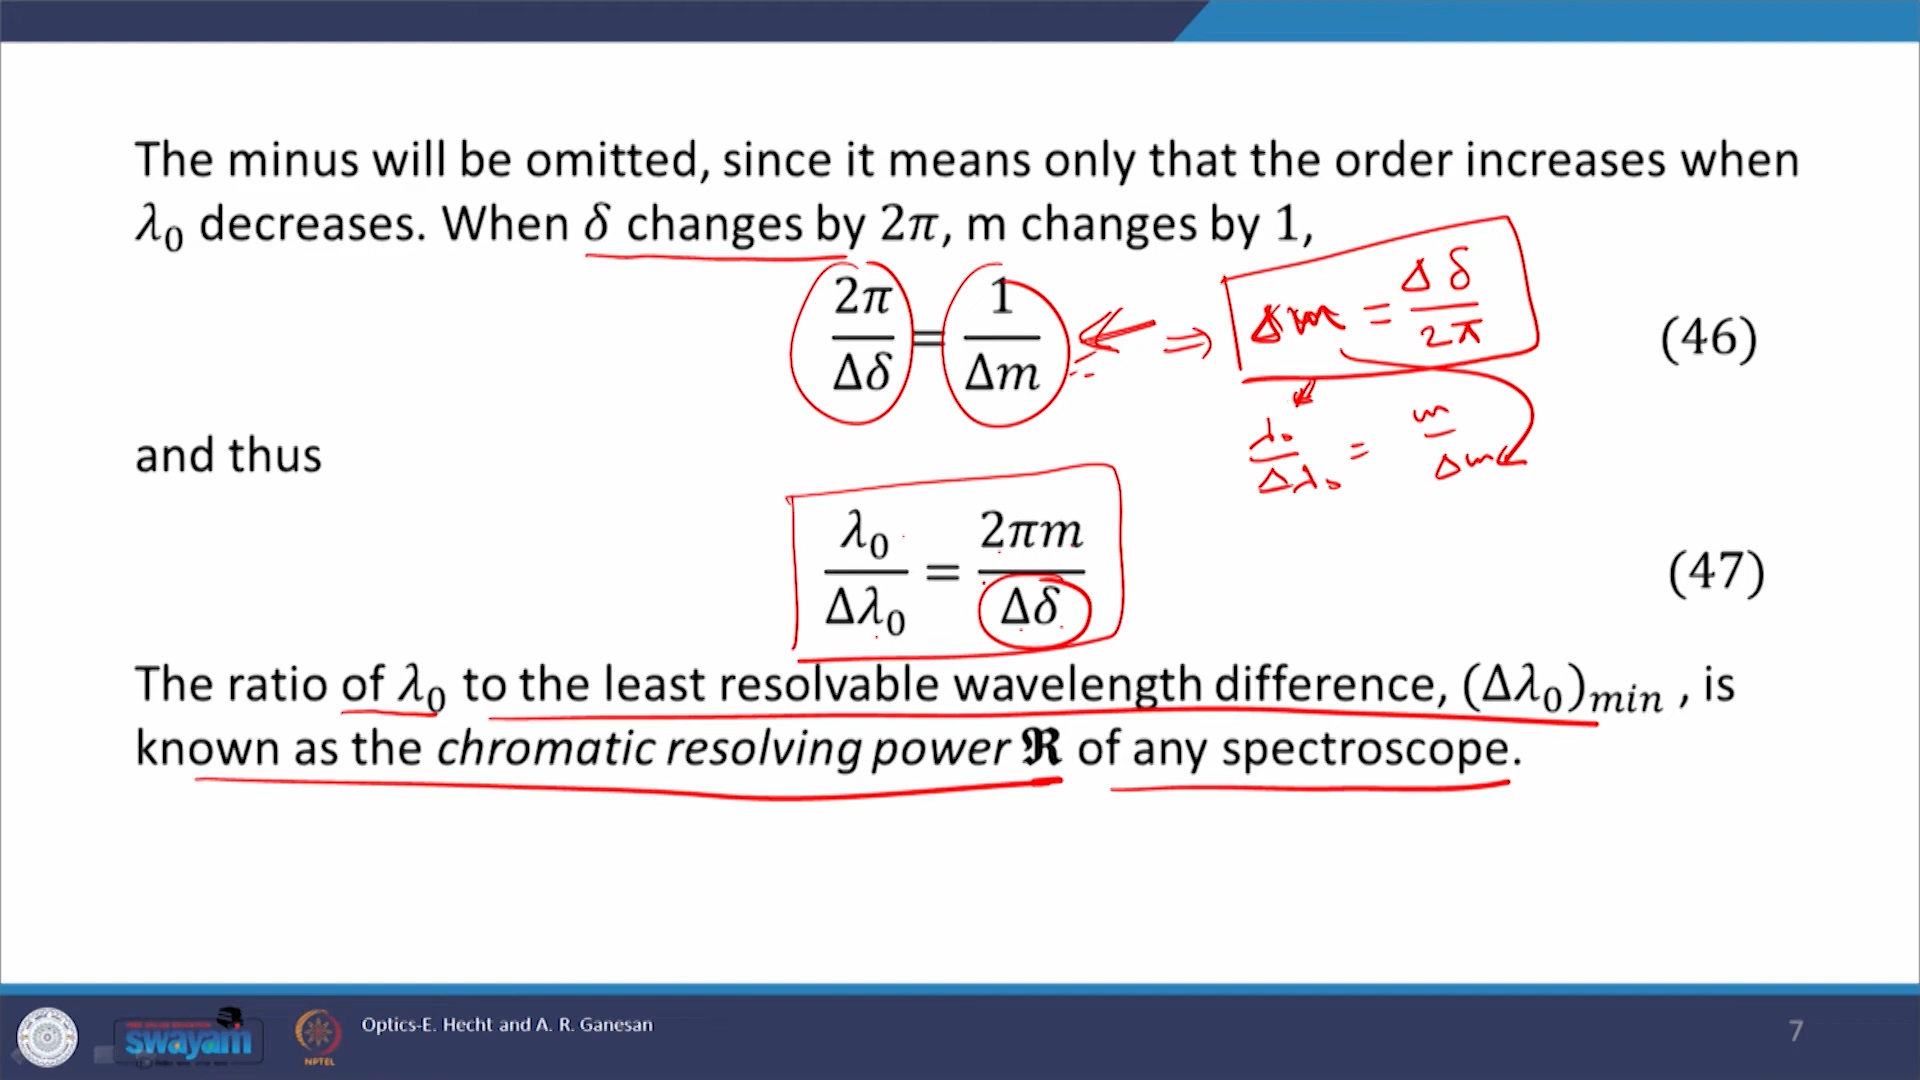 The minus will be omitted, since it means only that the order increases when
λ₀ decreases. When δ changes by 2π, m changes by 1,
2π/Δδ = 1/Δm ⇒ Δm = Δδ/2π (46)
λ₀/Δλ₀ = m/Δm
and thus
λ₀/Δλ₀ = 2πm/Δδ (47)
The ratio of λ₀ to the least resolvable wavelength difference, (Δλ₀)min , is
known as the chromatic resolving power ℜ of any spectroscope.
Optics-E. Hecht and A. R. Ganesan
swayam
NPTEL
7